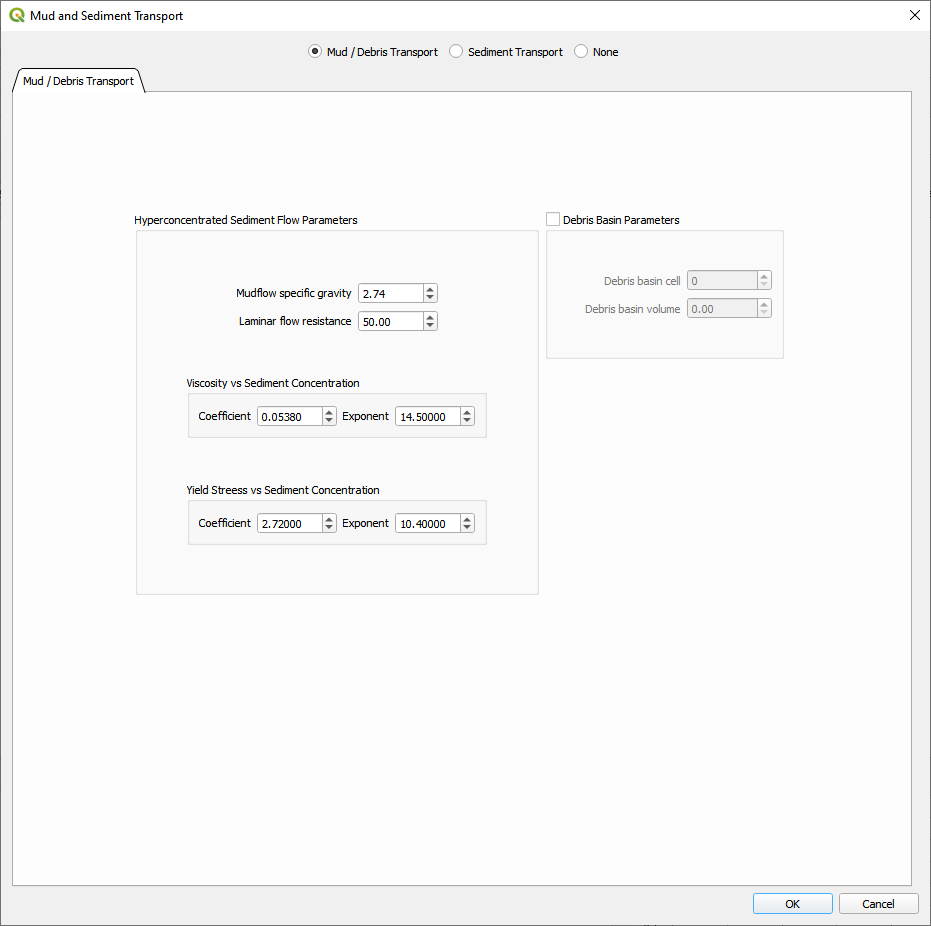 Mud and Sediment Transport
Mud / Debris Transport Sediment Transport None
Mud / Debris Transport
Hyperconcentrated Sediment Flow Parameters
Mudflow specific gravity 2.74
Laminar flow resistance 50.00
Viscosity vs Sediment Concentration
Coefficient 0.05380 Exponent 14.50000
Yield Streess vs Sediment Concentration
Coefficient 2.72000 Exponent 10.40000
Debris Basin Parameters
Debris basin cell 0
Debris basin volume 0.00
OK Cancel